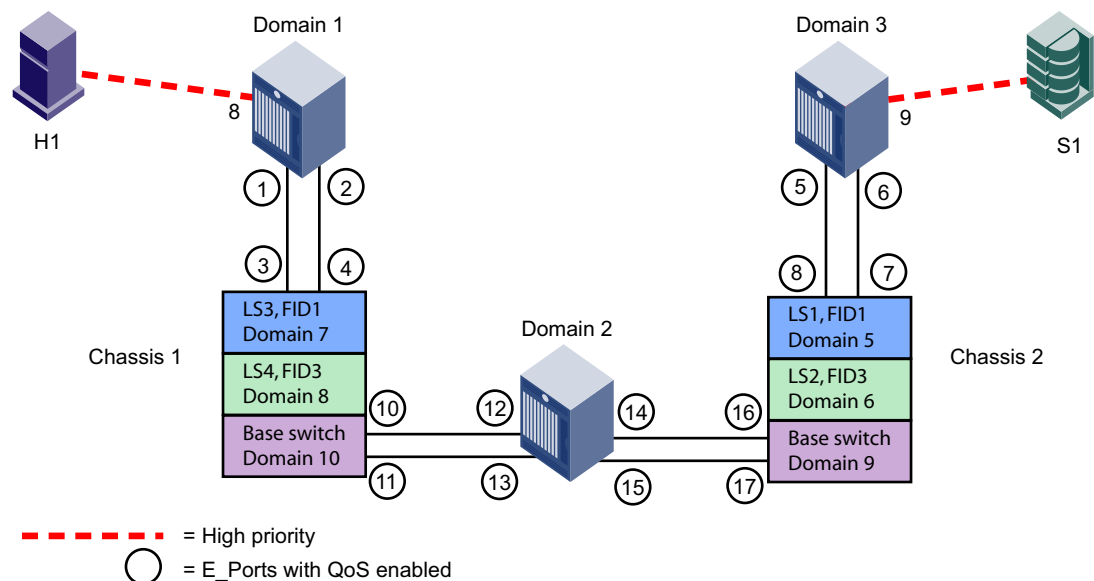 Domain 1
Domain 3
H1
8
9
S1
1
2
5
6
3
4
8
7
LS3, FID1
Domain 7
LS4, FID3
Domain 8
Base switch
Domain 10
Chassis 1
Domain 2
LS1, FID1
Domain 5
LS2, FID3
Domain 6
Base switch
Domain 9
Chassis 2
10
12
14
16
11
13
15
17
= High priority
= E_Ports with QoS enabled